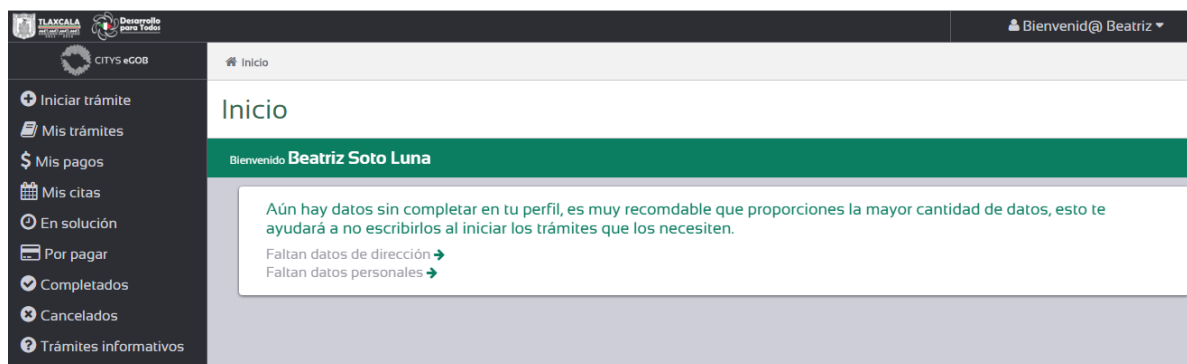 TLAXCALA
Desarrollo
para Todos
Bienvenid@ Beatriz
CITYS eGOB
Inicio
Iniciar trámite
Mis trámites
Mis pagos
Mis citas
En solución
Por pagar
Completados
Cancelados
Trámites informativos
Inicio
Bienvenido Beatriz Soto Luna
Aún hay datos sin completar en tu perfil, es muy recomdable que proporciones la mayor cantidad de datos, esto te
ayudará a no escribirlos al iniciar los trámites que los necesiten.
Faltan datos de dirección
Faltan datos personales